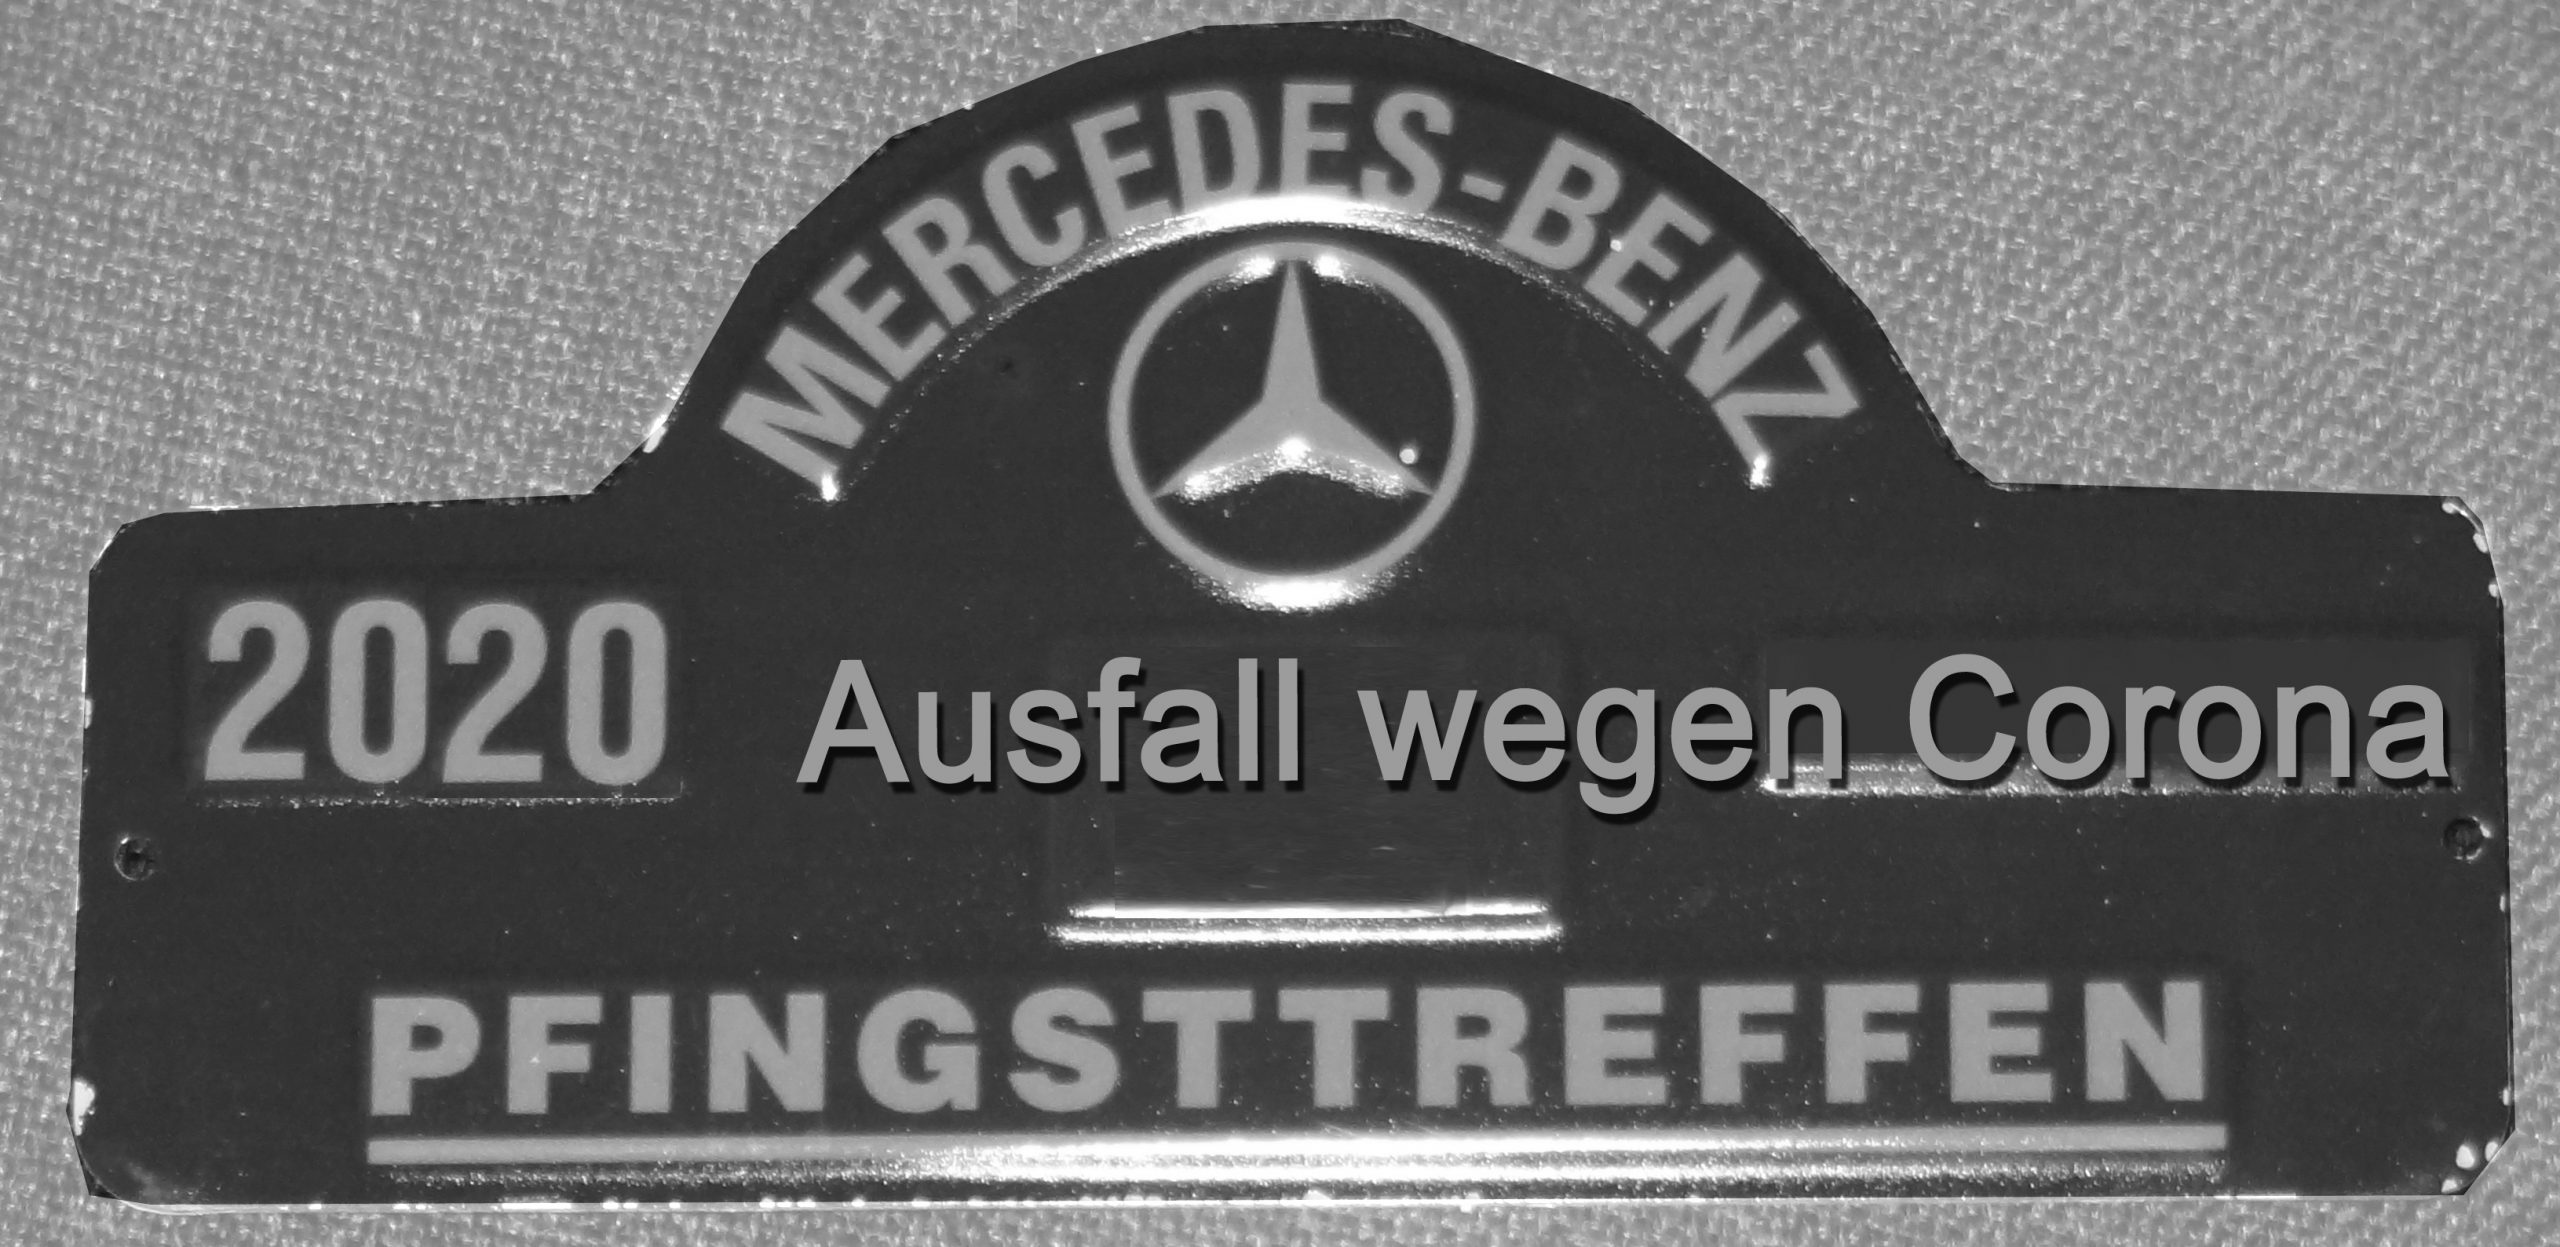 MERCEDES-BENZ
2020 Ausfall wegen Corona
PFINGSTTREFFEN